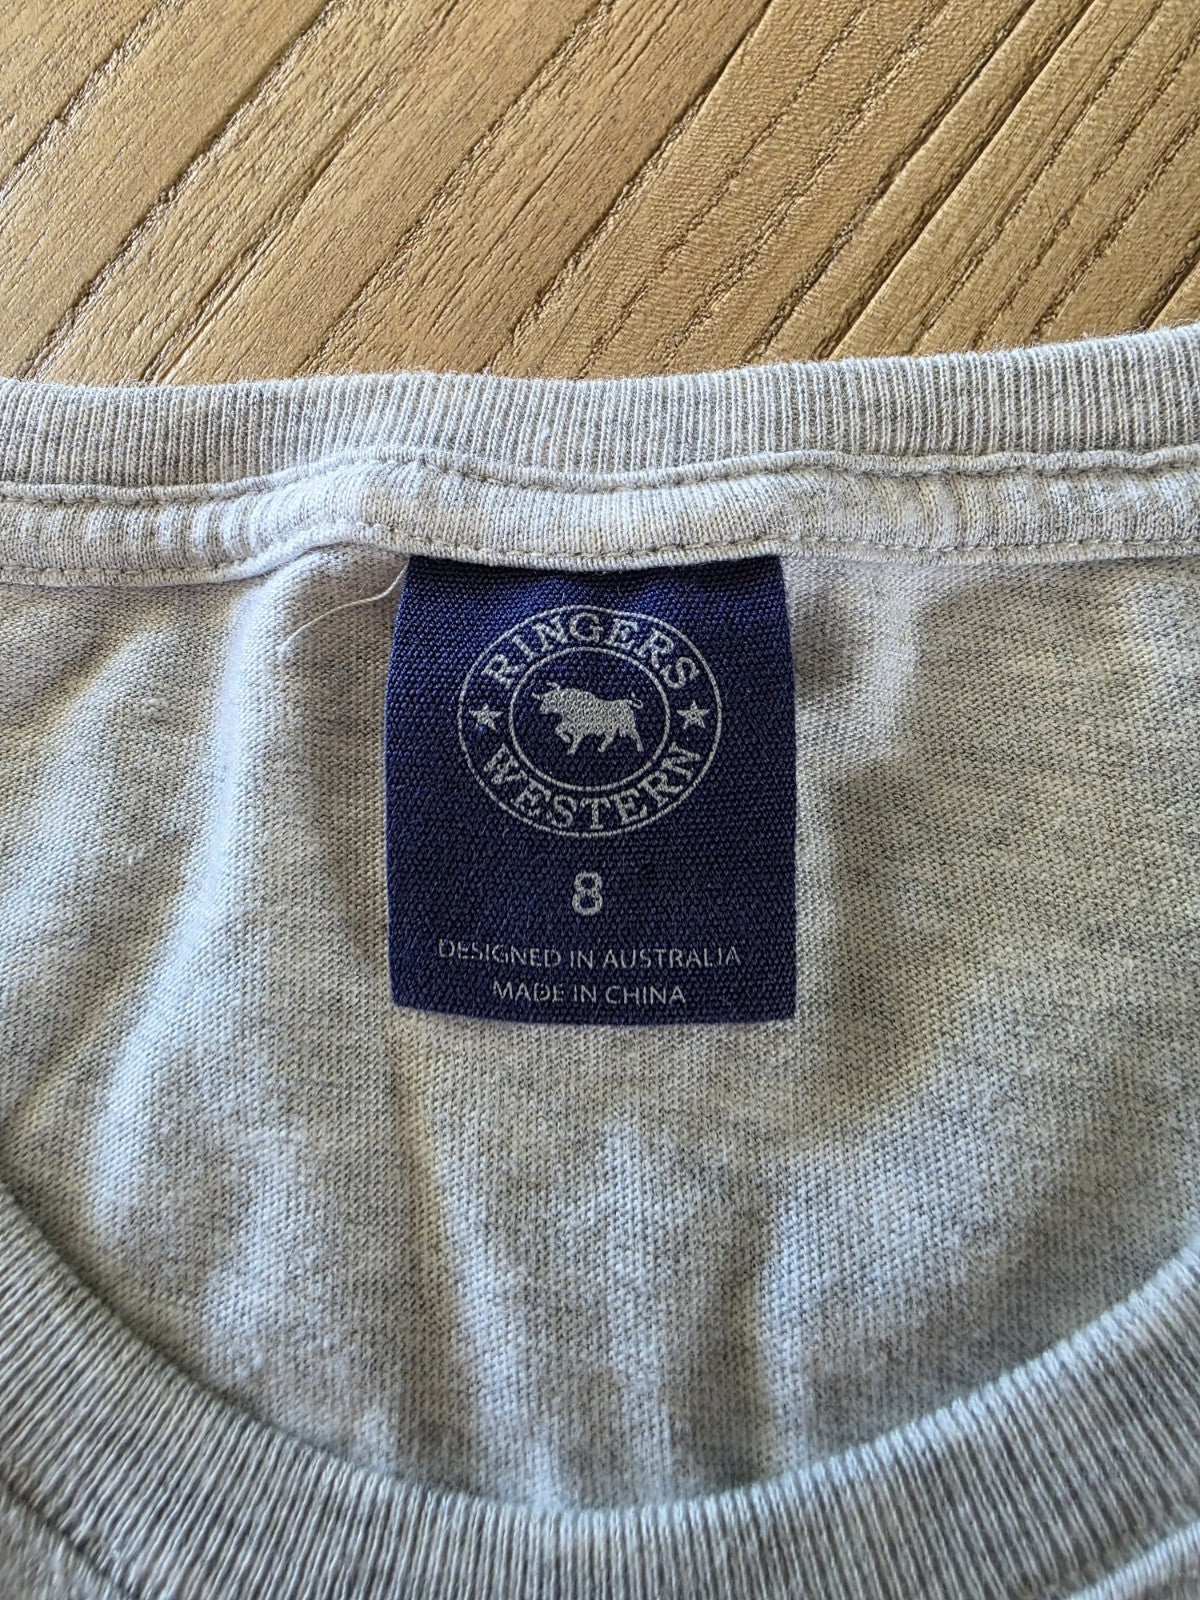 RINGERS
WESTERN
8
DESIGNED IN AUSTRALIA
MADE IN CHINA